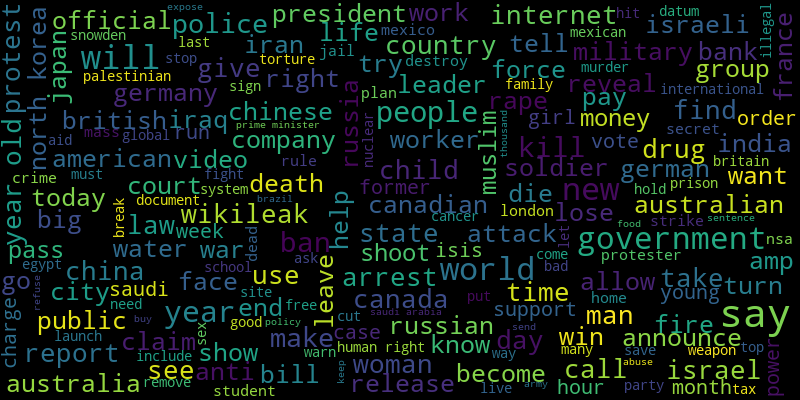 expose
official
snowden
police
last
president
work
mexico
internet
hit
datum
illegal
protest
north korea
japan
will
stop
palestinian
iran
torture
give
right
life
jail
try
destroy
country
leader
tell
force
mexican
murder
military
israeli
bank
group
reveal
family
france
germany
sign
plan
british
iraq
run
chinese
prime minister
company
russia
nuclear
people
worker
muslim
thousand
rape
girl
pay
money
find
international
secret
order
vote
india
britain
aid
mass
global
old
american
video
rule
kill
drug
crime
must
fight
child
soldier
german
want
year
today
court
system
document
death
former
canadian
die
london
hold
prison
australian
lose
strike
big
break
law
week
wikileak
brazil
help
cancer
state
attack
government
food
sentence
nsa
pass
water
war
dead
ban
ask
shoot
isis
come
bad
let
protester
egypt
china
school
leave
arrest
world
allow
home
take
young
amp
turn
go
refuse
city
saudi
face
use
site
free
canada
put
saudi arabia
time
support
charge
need
buy
public
year
end
make
cut
russian
send
day
man
fire
say
launch
claim
sex
good
policy
case
know
way
win
many
announce
save
weapon
top
power
report
include
show
warn
human right
woman
become
call
israel
abuse
see
anti
bill
keep
release
live
army
hour
party
month
tax
australia
remove
student